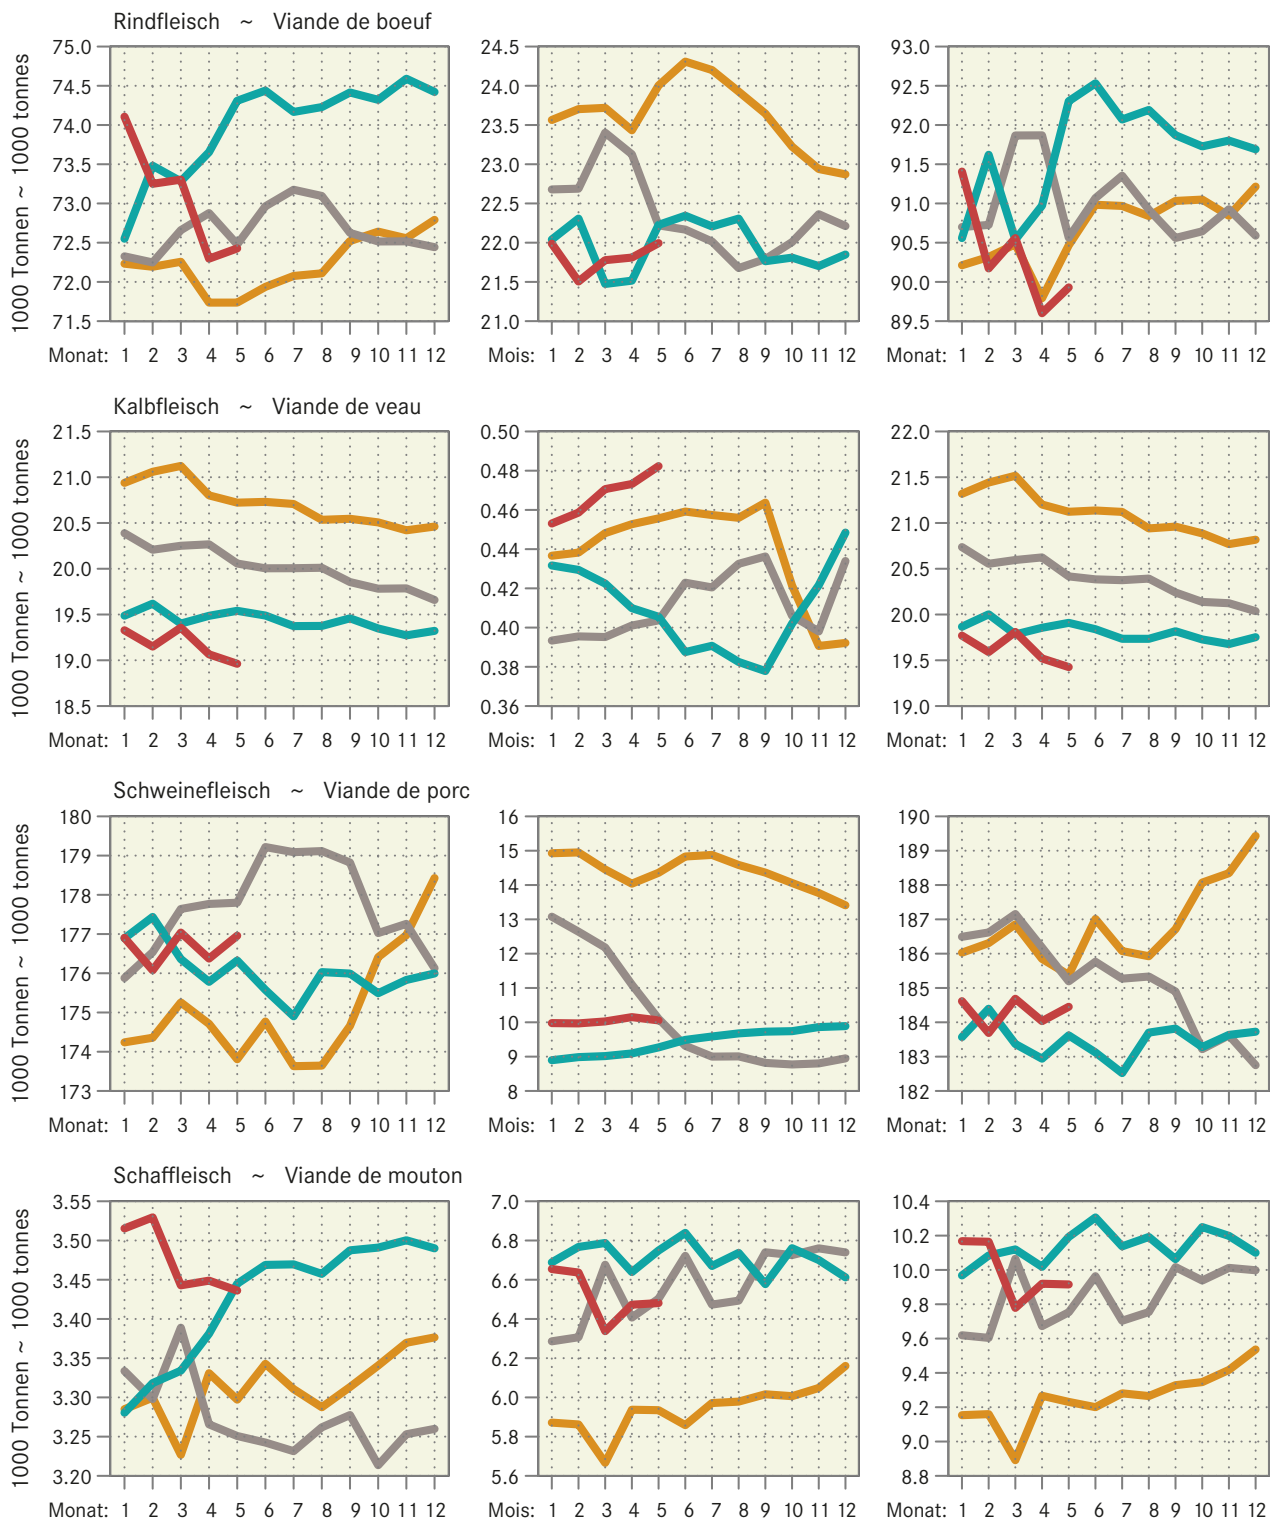 Rindfleisch ~ Viande de boeuf
1000 Tonnen ~ 1000 tonnes
75.0 74.5 74.0 73.5 73.0 72.5 72.0 71.5
24.5 24.0 23.5 23.0 22.5 22.0 21.5 21.0
93.0 92.5 92.0 91.5 91.0 90.5 90.0 89.5
Monat: 1 2 3 4 5 6 7 8 9 10 11 12 Mois: 1 2 3 4 5 6 7 8 9 10 11 12 Monat: 1 2 3 4 5 6 7 8 9 10 11 12
Kalbfleisch ~ Viande de veau
1000 Tonnen ~ 1000 tonnes
21.5 21.0 20.5 20.0 19.5 19.0 18.5
0.50 0.48 0.46 0.44 0.42 0.40 0.38 0.36
22.0 21.5 21.0 20.5 20.0 19.5 19.0
Monat: 1 2 3 4 5 6 7 8 9 10 11 12 Mois: 1 2 3 4 5 6 7 8 9 10 11 12 Monat: 1 2 3 4 5 6 7 8 9 10 11 12
Schweinefleisch ~ Viande de porc
1000 Tonnen ~ 1000 tonnes
180 179 178 177 176 175 174 173
16 15 14 13 12 11 10 9 8
190 189 188 187 186 185 184 183 182
Monat: 1 2 3 4 5 6 7 8 9 10 11 12 Mois: 1 2 3 4 5 6 7 8 9 10 11 12 Monat: 1 2 3 4 5 6 7 8 9 10 11 12
Schaffleisch ~ Viande de mouton
1000 Tonnen ~ 1000 tonnes
3.55 3.50 3.45 3.40 3.35 3.30 3.25 3.20
7.0 6.8 6.6 6.4 6.2 6.0 5.8 5.6
10.4 10.2 10.0 9.8 9.6 9.4 9.2 9.0 8.8
Monat: 1 2 3 4 5 6 7 8 9 10 11 12 Mois: 1 2 3 4 5 6 7 8 9 10 11 12 Monat: 1 2 3 4 5 6 7 8 9 10 11 12